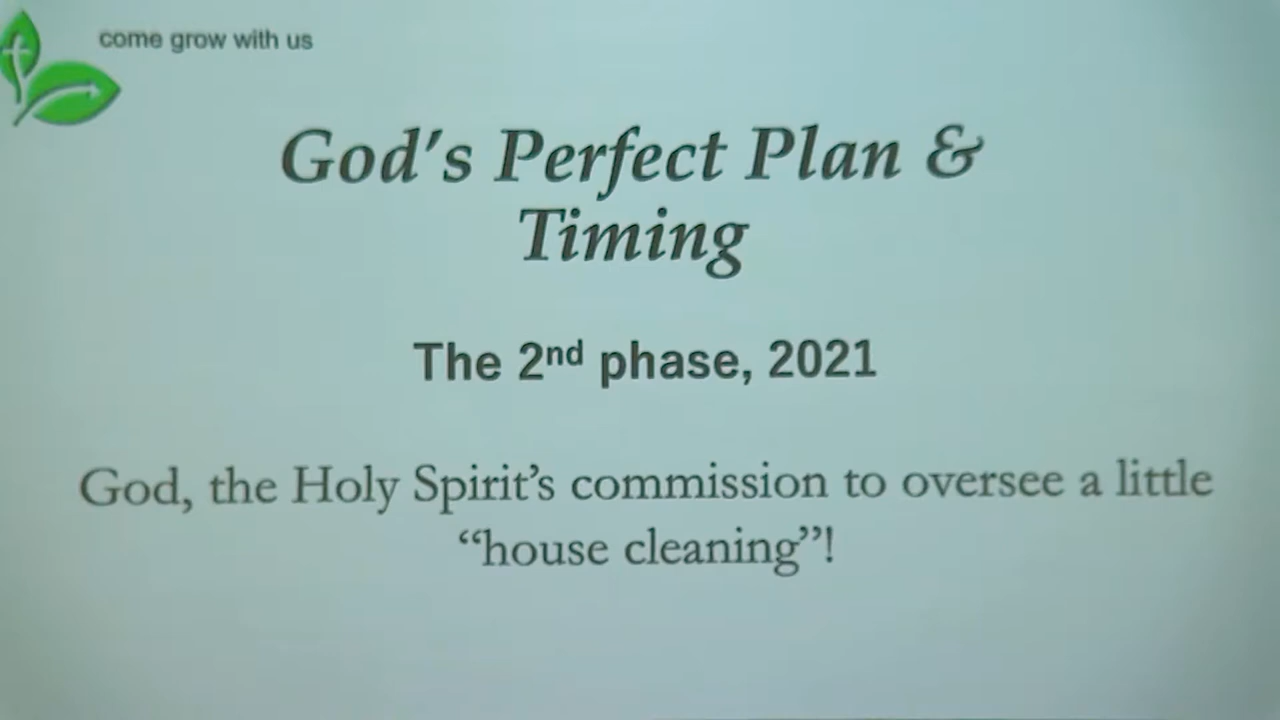 come grow with us
God's Perfect Plan &
Timing
The 2nd phase, 2021
God, the Holy Spirit's commission to oversee a little
“house cleaning”!